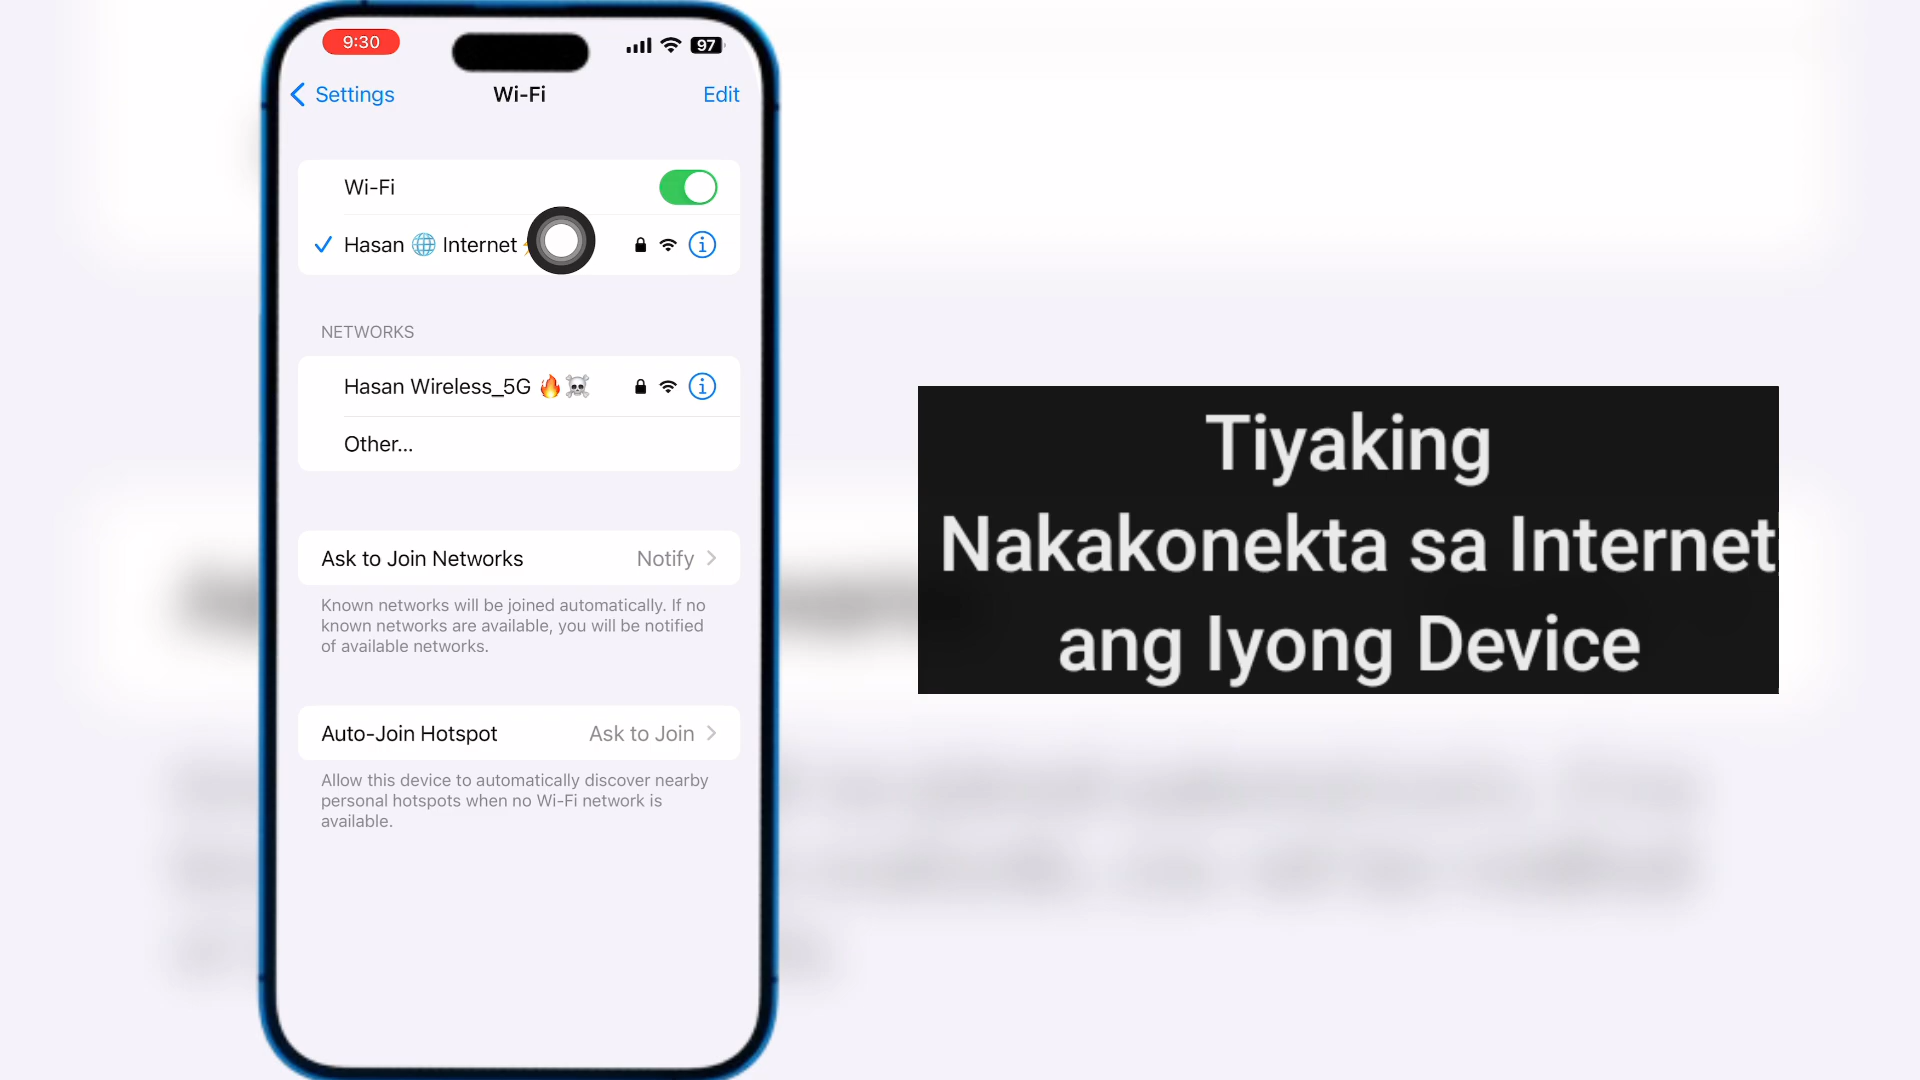 9:30
97
Settings
Wi-Fi
Edit
Wi-Fi
Hasan 🌐 Internet
NETWORKS
Hasan Wireless_5G 🔥☠️
Other...
Ask to Join Networks
Notify
Known networks will be joined automatically. If no
known networks are available, you will be notified
of available networks.
Auto-Join Hotspot
Ask to Join
Allow this device to automatically discover nearby
personal hotspots when no Wi-Fi network is
available.
Tiyaking
Nakakonekta sa Internet
ang Iyong Device